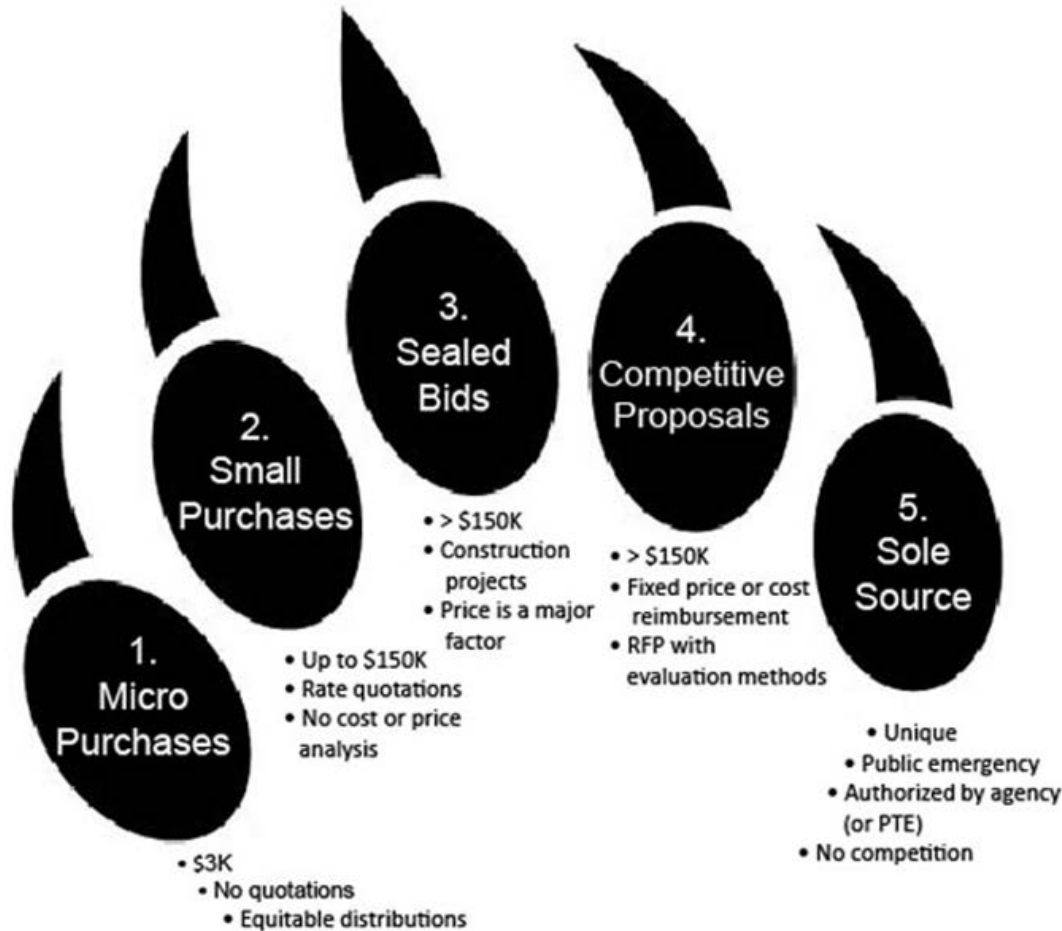 1.
Micro
Purchases
• $3K
• No quotations
• Equitable distributions
2.
Small
Purchases
• Up to $150K
• Rate quotations
• No cost or price
analysis
3.
Sealed
Bids
• > $150K
• Construction
projects
• Price is a major
factor
4.
Competitive
Proposals
• > $150K
• Fixed price or cost
reimbursement
• RFP with
evaluation methods
5.
Sole
Source
• Unique
• Public emergency
• Authorized by agency
(or PTE)
• No competition